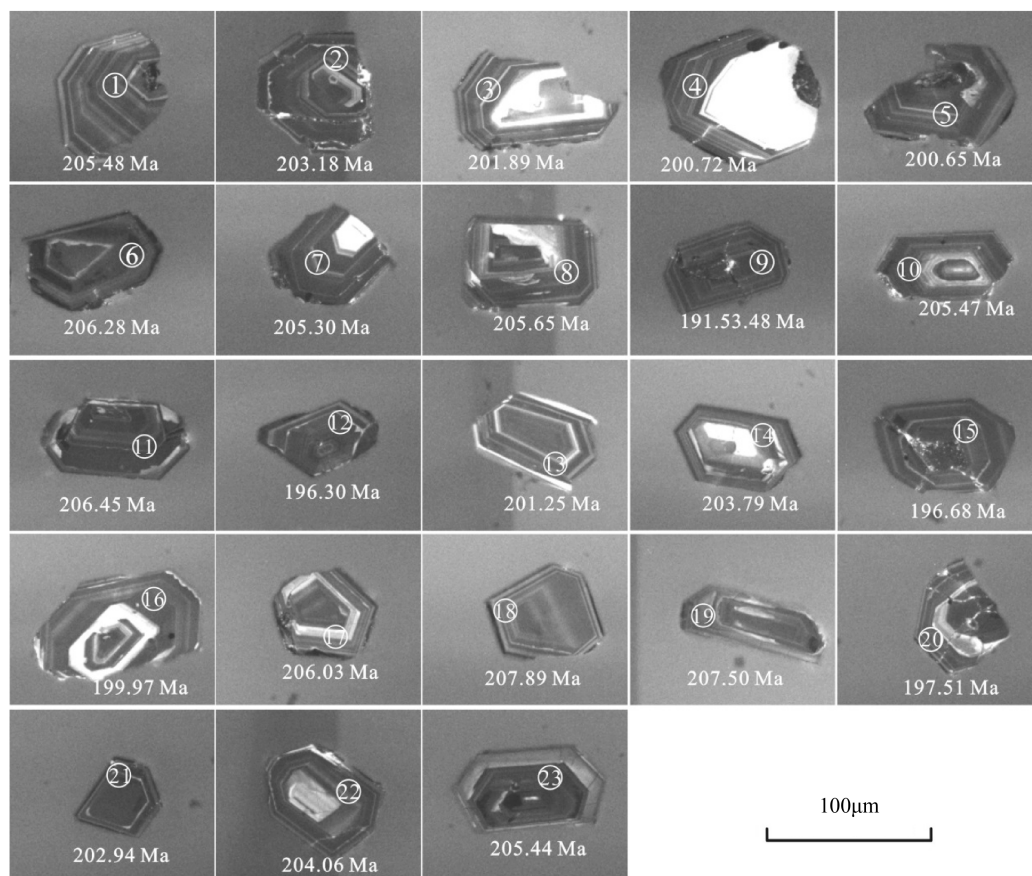 ① ② ③ ④ ⑤
205.48 Ma 203.18 Ma 201.89 Ma 200.72 Ma 200.65 Ma
⑥ ⑦ ⑧ ⑨ ⑩
206.28 Ma 205.30 Ma 205.65 Ma 191.53.48 Ma 205.47 Ma
⑪ ⑫ ⑬ ⑭ ⑮
206.45 Ma 196.30 Ma 201.25 Ma 203.79 Ma 196.68 Ma
⑯ ⑰ ⑱ ⑲ ⑳
199.97 Ma 206.03 Ma 207.89 Ma 207.50 Ma 197.51 Ma
㉑ ㉒ ㉓
202.94 Ma 204.06 Ma 205.44 Ma
100μm